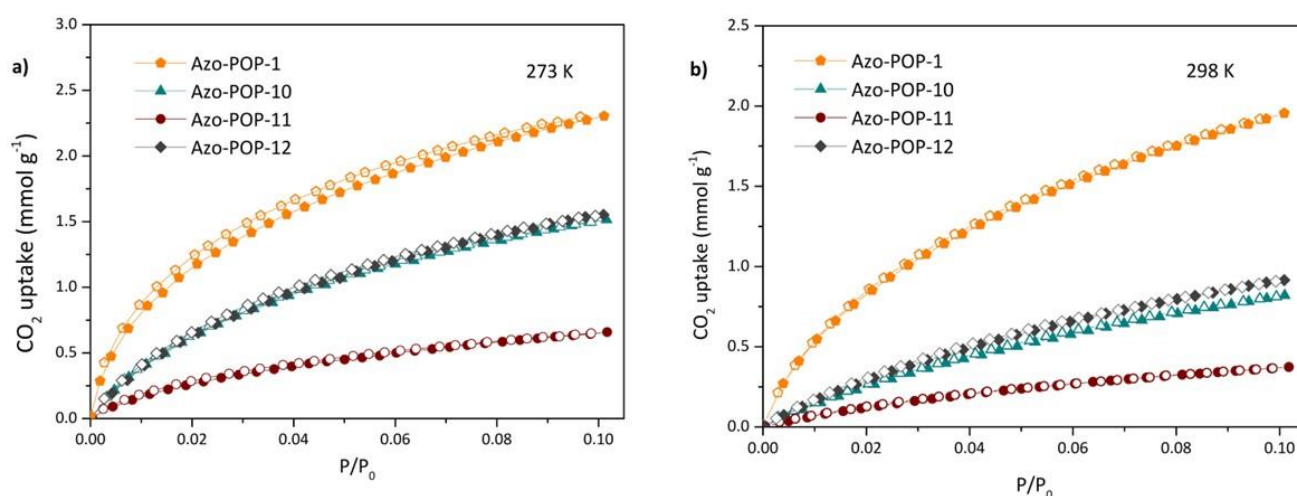 a)
273 K
Azo-POP-1
Azo-POP-10
Azo-POP-11
Azo-POP-12
CO2 uptake (mmol g-1)
3.0
2.5
2.0
1.5
1.0
0.5
0.0
0.00 0.02 0.04 0.06 0.08 0.10
P/P0
b)
298 K
Azo-POP-1
Azo-POP-10
Azo-POP-11
Azo-POP-12
CO2 uptake (mmol g-1)
2.5
2.0
1.5
1.0
0.5
0.0
0.00 0.02 0.04 0.06 0.08 0.10
P/P0